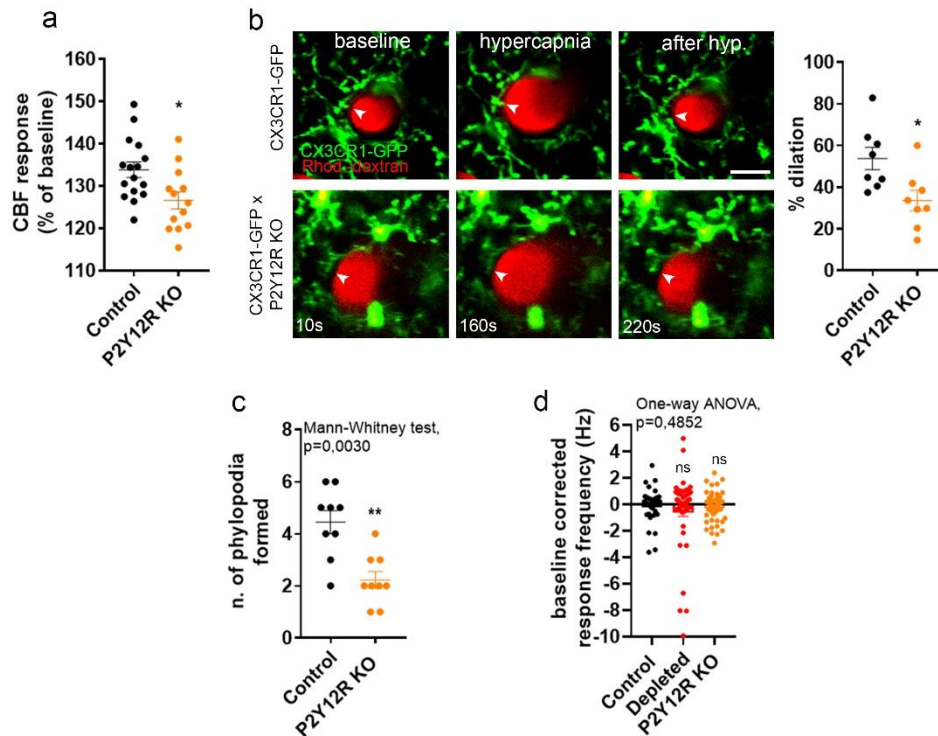 a
CBF response
(% of baseline)
160
150
140
130
120
110
*
Control
P2Y12R KO
b
CX3CR1-GFP
CX3CR1-GFP x
P2Y12R KO
baseline
hypercapnia
after hyp.
CX3CR1-GFP
Rhod.-dextran
10s
160s
220s
% dilation
100
80
60
40
20
0
*
Control
P2Y12R KO
c
Mann-Whitney test,
p=0,0030
n. of phylopodia
formed
8
6
4
2
0
**
Control
P2Y12R KO
d
One-way ANOVA,
p=0,4852
baseline corrected
response frequency (Hz)
6
4
2
0
-2
-4
-6
-8
-10
ns
ns
Control
Depleted
P2Y12R KO